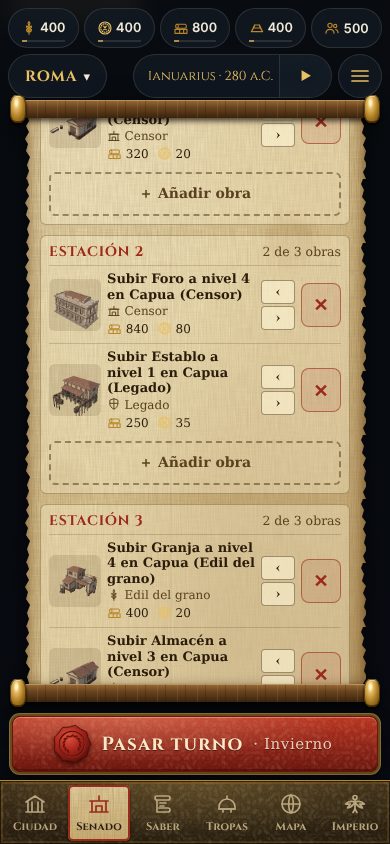 400 400 800 400 500
ROMA ▾ IANUARIUS · 280 A.C.
(Censor)
Censor
320 20
+ Añadir obra
ESTACIÓN 2 2 de 3 obras
Subir Foro a nivel 4
en Capua (Censor)
Censor
840 80
Subir Establo a
nivel 1 en Capua
(Legado)
Legado
250 35
+ Añadir obra
ESTACIÓN 3 2 de 3 obras
Subir Granja a nivel
4 en Capua (Edil del
grano)
Edil del grano
400 20
Subir Almacén a
nivel 3 en Capua
(Censor)
PASAR TURNO · Invierno
CIUDAD SENADO SABER TROPAS MAPA IMPERIO